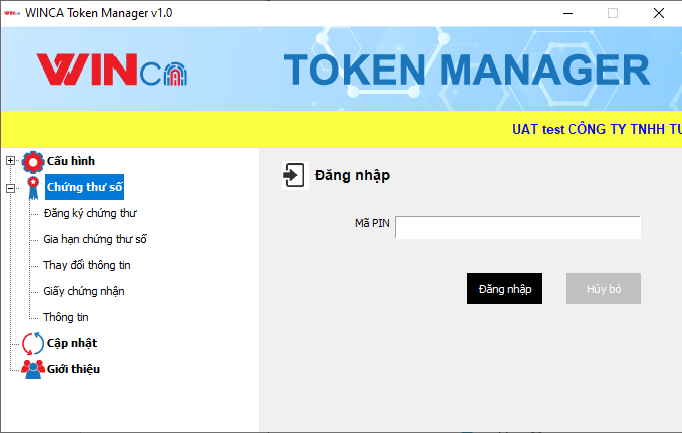 WINCA Token Manager v1.0
WINCA
TOKEN MANAGER
UAT test CÔNG TY TNHH
Cấu hình
Chứng thư số
Đăng ký chứng thư
Gia hạn chứng thư số
Thay đổi thông tin
Giấy chứng nhận
Thông tin
Cập nhật
Giới thiệu
Đăng nhập
Mã PIN
Đăng nhập
Hủy bỏ